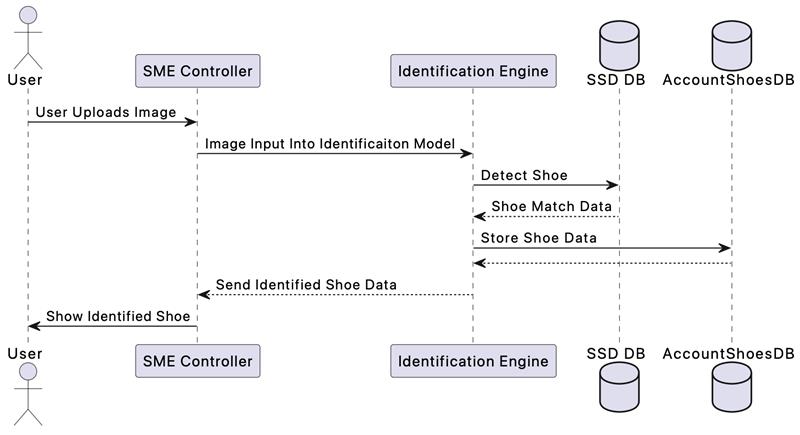 User
SME Controller
Identification Engine
SSD DB
AccountShoesDB
User Uploads Image
Image Input Into Identificaiton Model
Detect Shoe
Shoe Match Data
Store Shoe Data
Send Identified Shoe Data
Show Identified Shoe
User
SME Controller
Identification Engine
SSD DB
AccountShoesDB